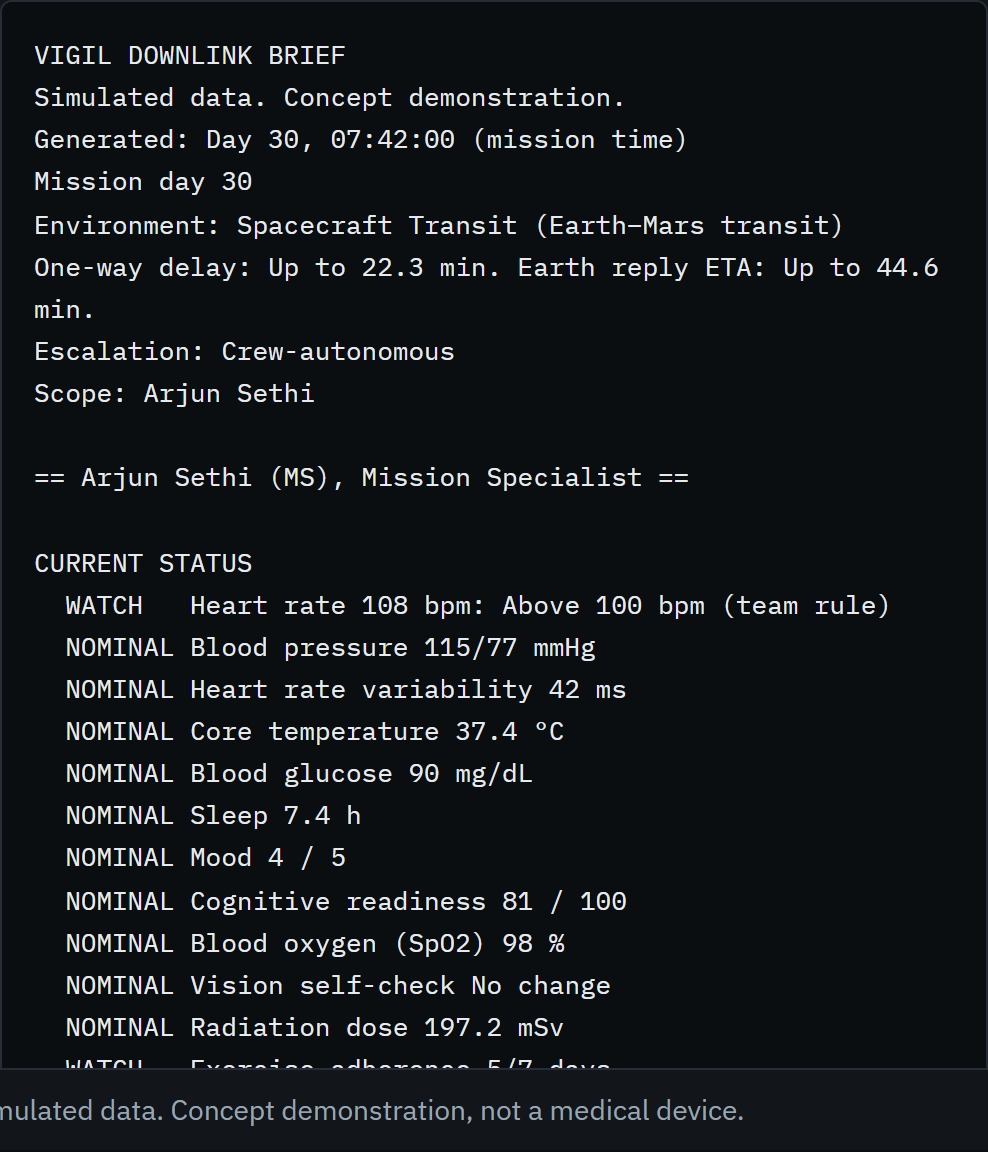 VIGIL DOWNLINK BRIEF
Simulated data. Concept demonstration.
Generated: Day 30, 07:42:00 (mission time)
Mission day 30
Environment: Spacecraft Transit (Earth–Mars transit)
One-way delay: Up to 22.3 min. Earth reply ETA: Up to 44.6
min.
Escalation: Crew-autonomous
Scope: Arjun Sethi
== Arjun Sethi (MS), Mission Specialist ==
CURRENT STATUS
WATCH Heart rate 108 bpm: Above 100 bpm (team rule)
NOMINAL Blood pressure 115/77 mmHg
NOMINAL Heart rate variability 42 ms
NOMINAL Core temperature 37.4 °C
NOMINAL Blood glucose 90 mg/dL
NOMINAL Sleep 7.4 h
NOMINAL Mood 4 / 5
NOMINAL Cognitive readiness 81 / 100
NOMINAL Blood oxygen (SpO2) 98 %
NOMINAL Vision self-check No change
NOMINAL Radiation dose 197.2 mSv
WATCH Exercise adherence 5/7 days
mulated data. Concept demonstration, not a medical device.